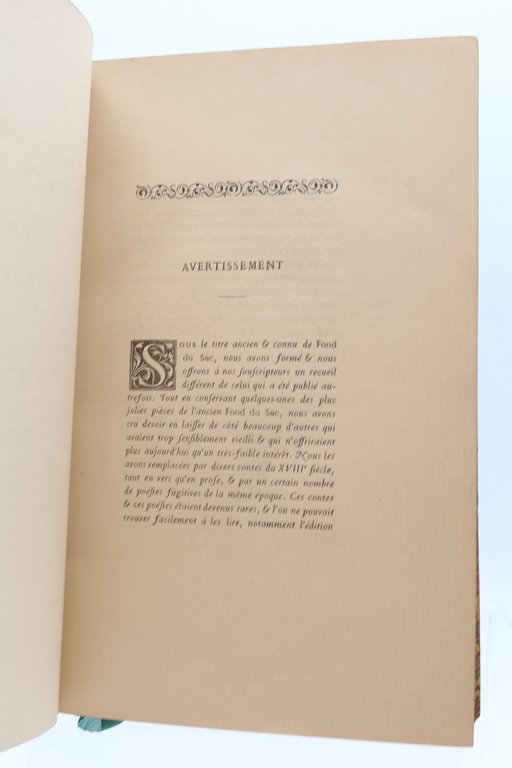 AVERTISSEMENT
SOUS le titre ancien & connu de Fond
du Sac, nous avons formé & nous
offrons à nos ſouſcripteurs un recueil
différent de celui qui a été publié au-
trefois. Tout en conſervant quelques-unes des plus
jolies pièces de l'ancien Fond du Sac, nous avons
cru devoir en laiſſer de côté beaucoup d'autres qui
avaient trop ſenſiblement vieilli & qui n'offriraient
plus aujourd'hui qu'un très-faible intérêt. Nous les
avons remplacées par divers contes du XVIIIe ſiècle,
tant en vers qu'en proſe, & par un certain nombre
de poéſies fugitives de la même époque. Ces contes
& ces poéſies étaient devenus rares, & l'on ne pouvait
trouver facilement à les lire, notamment l'édition